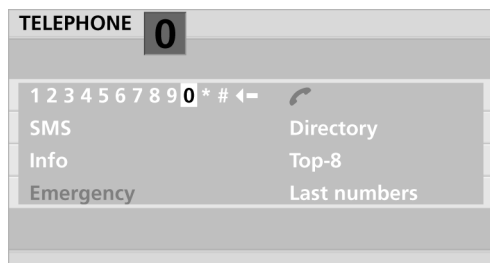 TELEPHONE 0
1 2 3 4 5 6 7 8 9 0 * #
SMS Directory
Info Top-8
Emergency Last numbers